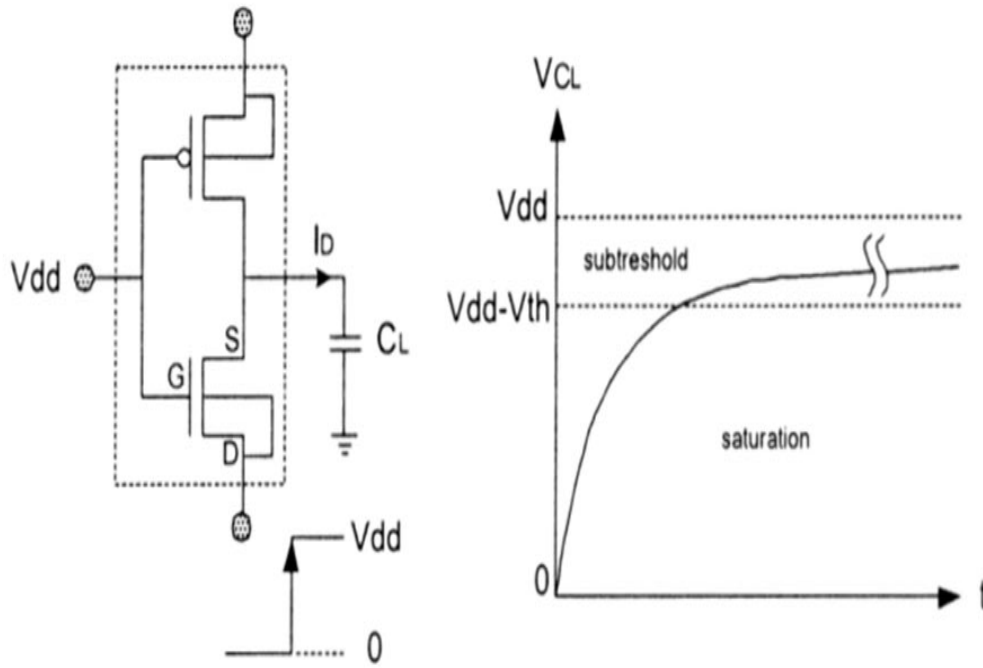 Vdd
G
S
D
ID
CL
Vdd
0
VCL
Vdd
subtreshold
Vdd-Vth
saturation
0
t